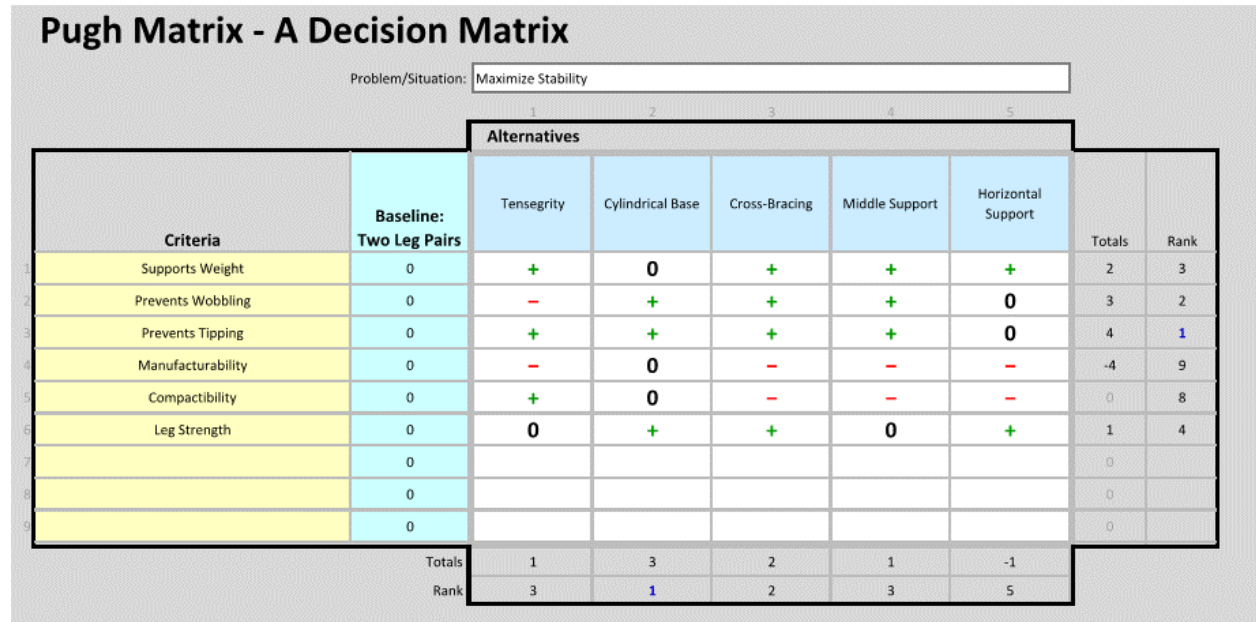 Pugh Matrix - A Decision Matrix
Problem/Situation: Maximize Stability
1 2 3 4 5
Alternatives
Criteria Baseline: Two Leg Pairs Tensegrity Cylindrical Base Cross-Bracing Middle Support Horizontal Support Totals Rank
1 Supports Weight 0 + 0 + + + 2 3
2 Prevents Wobbling 0 − + + + 0 3 2
3 Prevents Tipping 0 + + + + 0 4 1
4 Manufacturability 0 − 0 − − − -4 9
5 Compactibility 0 + 0 − − − 0 8
6 Leg Strength 0 0 + + 0 + 1 4
7 0 0
8 0 0
9 0 0
Totals 1 3 2 1 -1
Rank 3 1 2 3 5